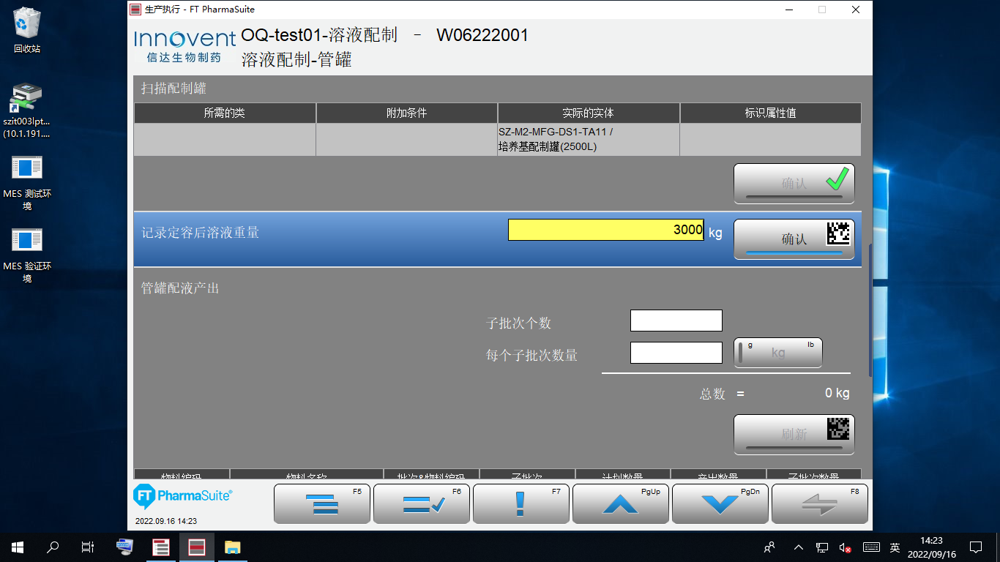 回收站
szit003lpt...
(10.1.191....
MES 测试环
境
MES 验证环
境
生产执行 - FT PharmaSuite
Innovent
信达生物制药
OQ-test01-溶液配制 - W06222001
溶液配制-管罐
扫描配制罐
所需的类 附加条件 实际的实体 标识属性值
SZ-M2-MFG-DS1-TA11 /
培养基配制罐(2500L)
确认
记录定容后溶液重量 3000 kg 确认
管罐配液产出
子批次个数
每个子批次数量 g kg lb
总数 = 0 kg
刷新
物料编码 物料名称 批次&物料编码 子批次 计划数量 产出数量 子批次数量
FT PharmaSuite®
2022.09.16 14:23
F5 F6 F7 PgUp PgDn F8
英
14:23
2022/09/16